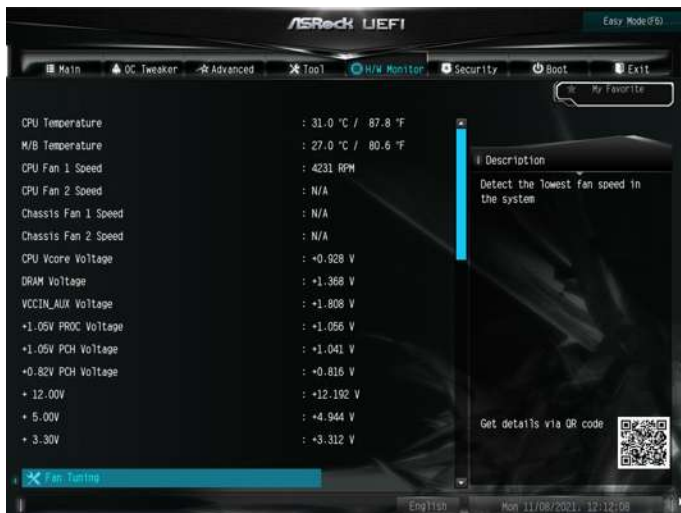 ASRock UEFI
Easy Mode(F6)
Main
OC Tweaker
Advanced
Tool
H/W Monitor
Security
Boot
Exit
My Favorite
CPU Temperature : 31.0 °C / 87.8 °F
M/B Temperature : 27.0 °C / 80.6 °F
CPU Fan 1 Speed : 4231 RPM
CPU Fan 2 Speed : N/A
Chassis Fan 1 Speed : N/A
Chassis Fan 2 Speed : N/A
CPU Vcore Voltage : +0.928 V
DRAM Voltage : +1.368 V
VCCIN_AUX Voltage : +1.808 V
+1.05V PROC Voltage : +1.056 V
+1.05V PCH Voltage : +1.041 V
+0.82V PCH Voltage : +0.816 V
+ 12.00V : +12.192 V
+ 5.00V : +4.944 V
+ 3.30V : +3.312 V
Fan Tuning
Description
Detect the lowest fan speed in
the system
Get details via QR code
English
Mon 11/08/2021. 12:12:08